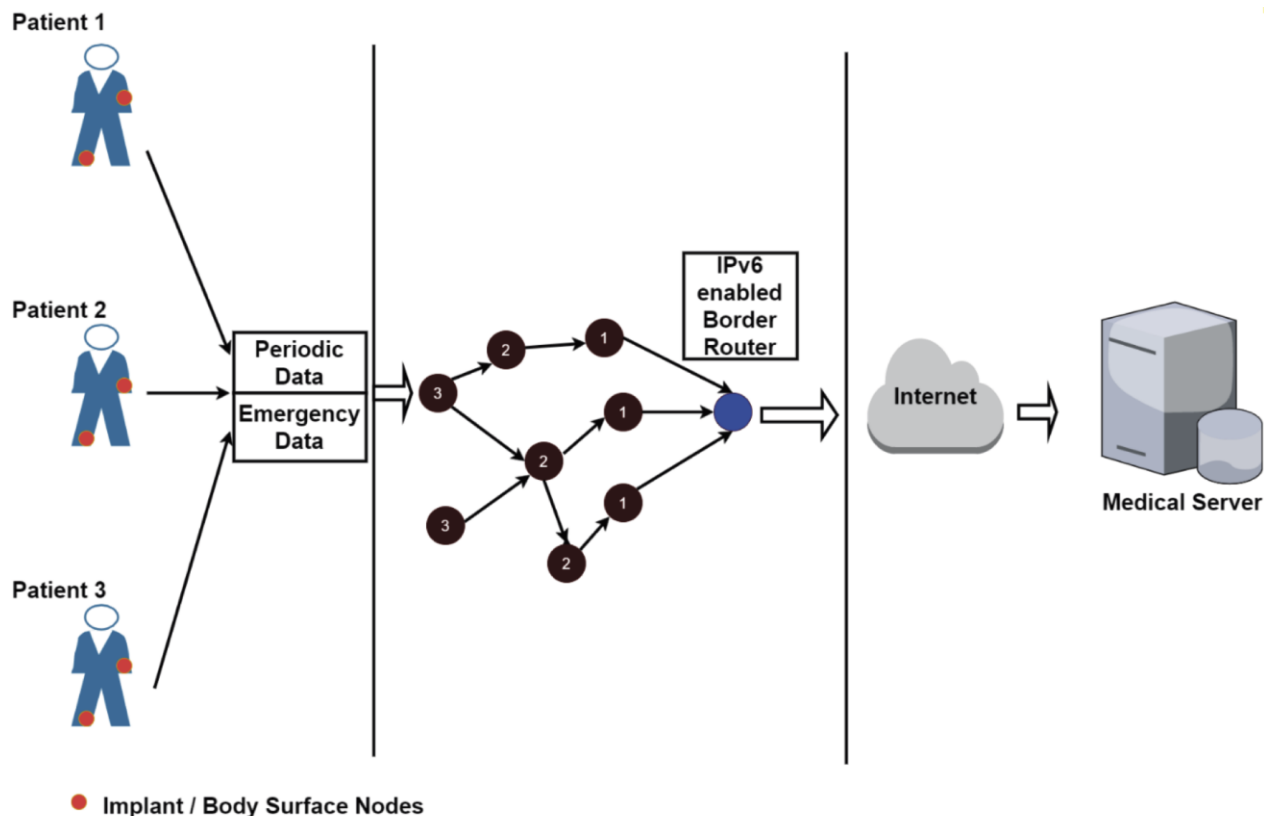 Patient 1
Patient 2
Patient 3
Periodic
Data
Emergency
Data
3
2
1
2
1
3
2
1
IPv6
enabled
Border
Router
Internet
Medical Server
Implant / Body Surface Nodes